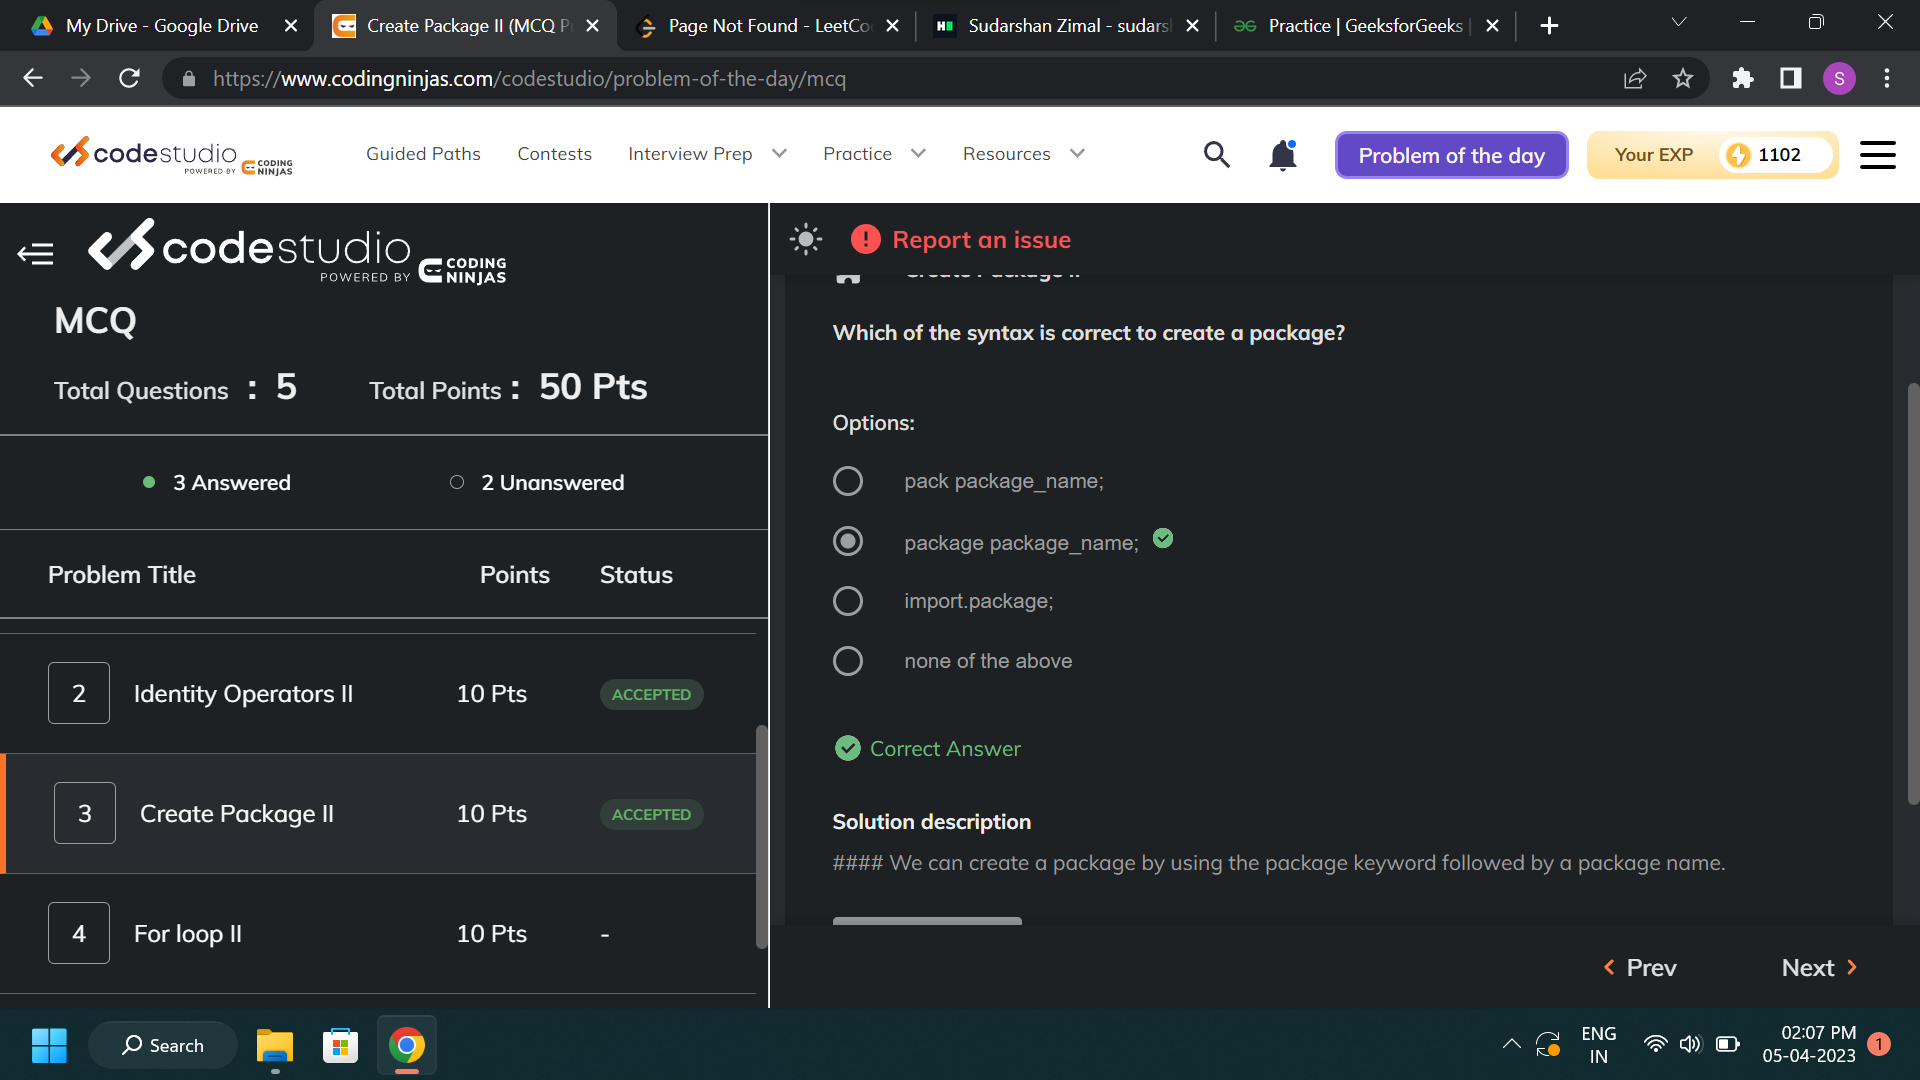 My Drive - Google Drive
Create Package II (MCQ P
Page Not Found - LeetCo
Sudarshan Zimal - sudars
Practice | GeeksforGeeks |
https://www.codingninjas.com/codestudio/problem-of-the-day/mcq
S
codestudio
POWERED BY CODING NINJAS
Guided Paths
Contests
Interview Prep
Practice
Resources
Problem of the day
Your EXP
1102
codestudio
POWERED BY CODING NINJAS
MCQ
Total Questions : 5
Total Points : 50 Pts
3 Answered
2 Unanswered
Problem Title
Points
Status
2
Identity Operators II
10 Pts
ACCEPTED
3
Create Package II
10 Pts
ACCEPTED
4
For loop II
10 Pts
-
Report an issue
Create Package II
Which of the syntax is correct to create a package?
Options:
pack package_name;
package package_name;
import.package;
none of the above
Correct Answer
Solution description
#### We can create a package by using the package keyword followed by a package name.
Prev
Next
Search
ENG
IN
02:07 PM
05-04-2023
1